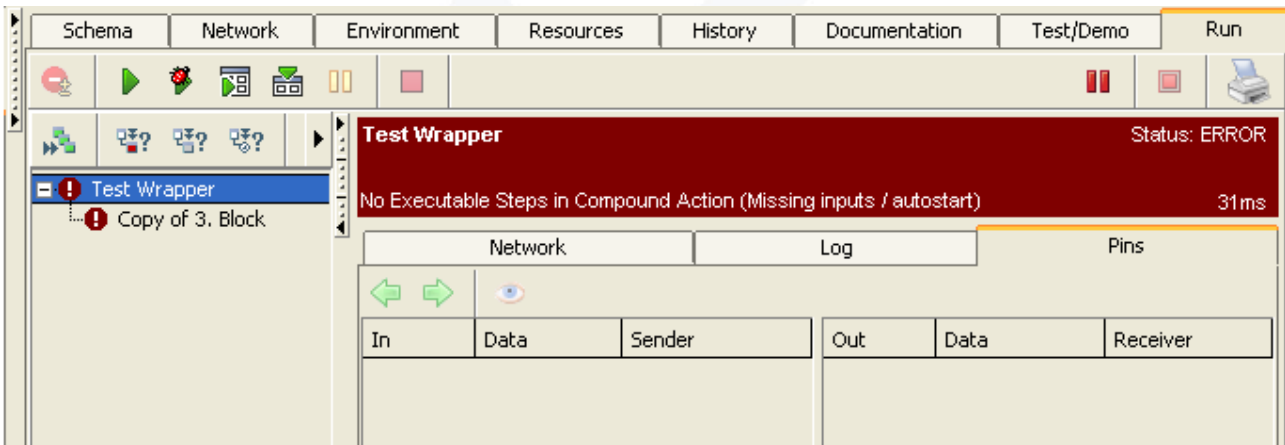 Schema Network Environment Resources History Documentation Test/Demo Run
Test Wrapper Status: ERROR
Test Wrapper
No Executable Steps in Compound Action (Missing inputs / autostart) 31ms
Copy of 3. Block
Network Log Pins
In Data Sender Out Data Receiver